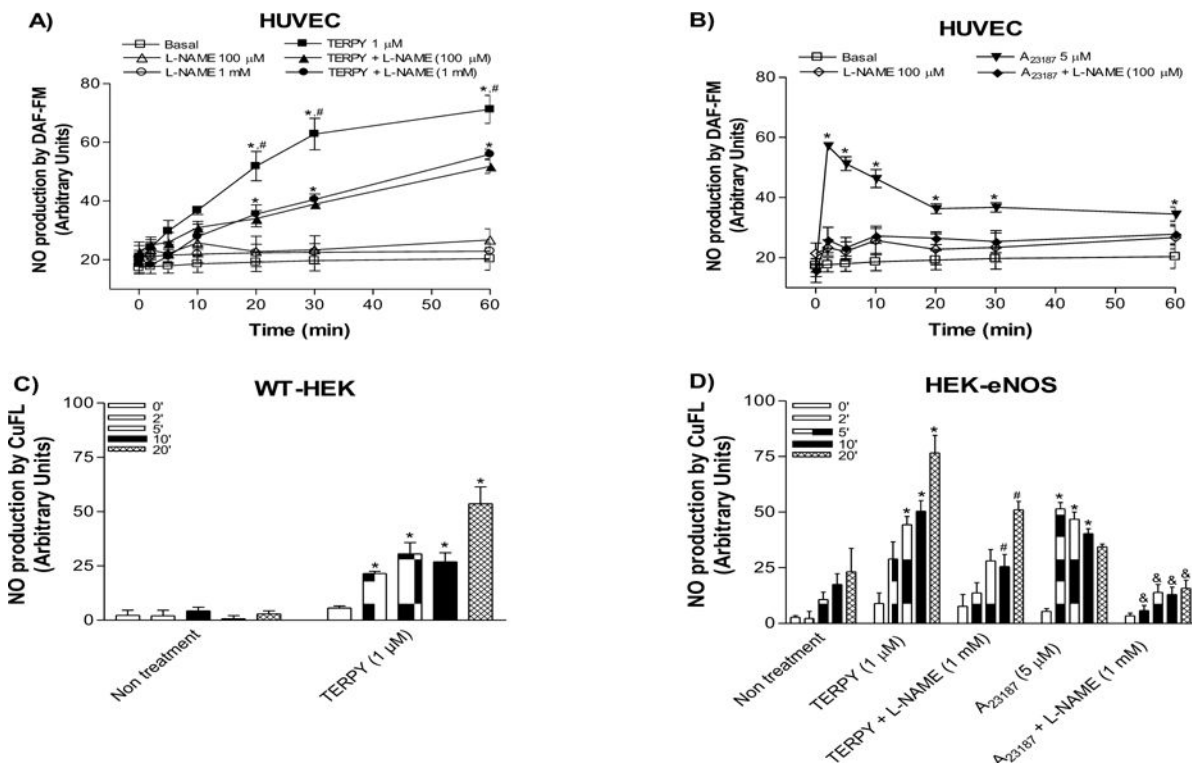 A)
HUVEC
Basal
L-NAME 100 μM
L-NAME 1 mM
TERPY 1 μM
TERPY + L-NAME (100 μM)
TERPY + L-NAME (1 mM)
NO production by DAF-FM
(Arbitrary Units)
80
60
40
20
*,#
*,#
*,#
*
*
*
0 10 20 30 40 50 60
Time (min)
B)
HUVEC
Basal
L-NAME 100 μM
A23187 5 μM
A23187 + L-NAME (100 μM)
NO production by DAF-FM
(Arbitrary Units)
80
60
40
20
* * * * * *
0 10 20 30 40 50 60
Time (min)
C)
WT-HEK
0'
2'
5'
10'
20'
NO production by CuFL
(Arbitrary Units)
100
75
50
25
0
* * * *
Non treatment
TERPY (1 μM)
D)
HEK-eNOS
0'
2'
5'
10'
20'
NO production by CuFL
(Arbitrary Units)
100
75
50
25
0
* * * # # * * * & & & &
Non treatment
TERPY (1 μM)
TERPY + L-NAME (1 mM)
A23187 (5 μM)
A23187 + L-NAME (1 mM)